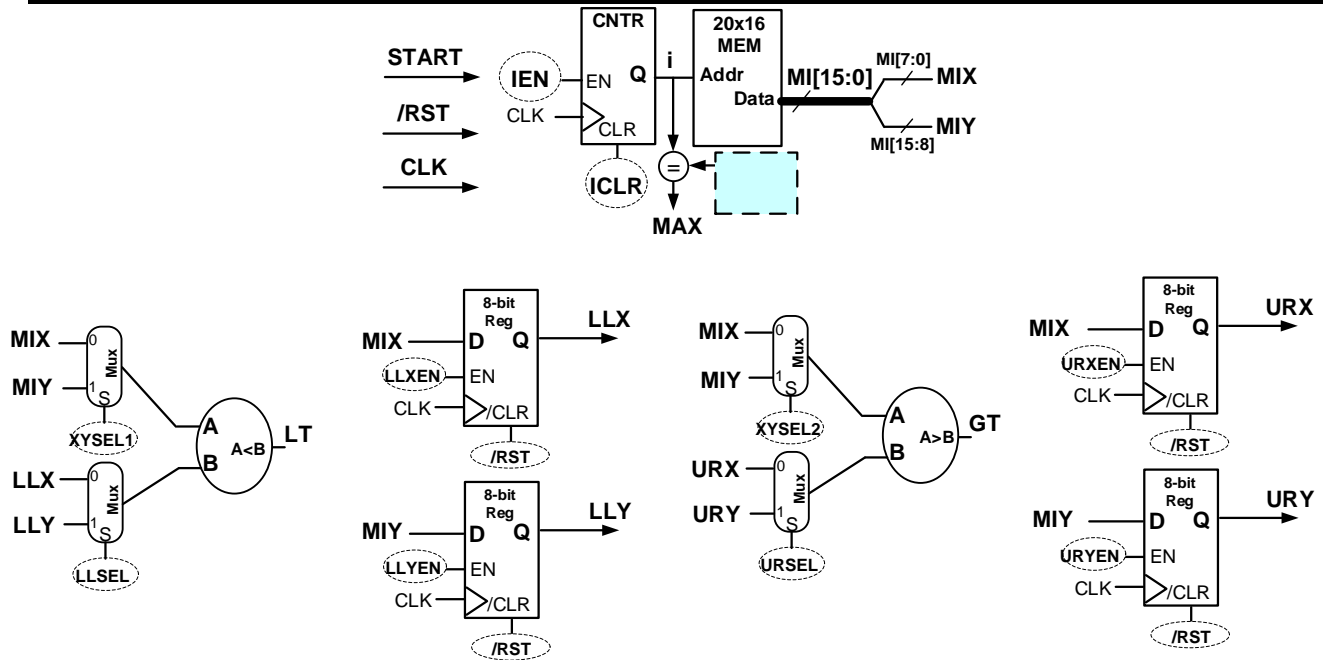 CNTR
20x16
MEM
START
IEN
EN
Q
i
Addr
Data
MI[15:0]
MI[7:0]
MIX
MIY
MI[15:8]
/RST
CLK
CLR
CLK
ICLR
=
MAX
MIX
0
MIY
1
Mux
S
XYSEL1
LLX
0
LLY
1
Mux
S
LLSEL
A
B
A<B
LT
8-bit
Reg
MIX
D
Q
LLX
LLXEN
EN
CLK
/CLR
/RST
8-bit
Reg
MIY
D
Q
LLY
LLYEN
EN
CLK
/CLR
/RST
MIX
0
MIY
1
Mux
S
XYSEL2
URX
0
URY
1
Mux
S
URSEL
A
B
A>B
GT
8-bit
Reg
MIX
D
Q
URX
URXEN
EN
CLK
/CLR
/RST
8-bit
Reg
MIY
D
Q
URY
URYEN
EN
CLK
/CLR
/RST